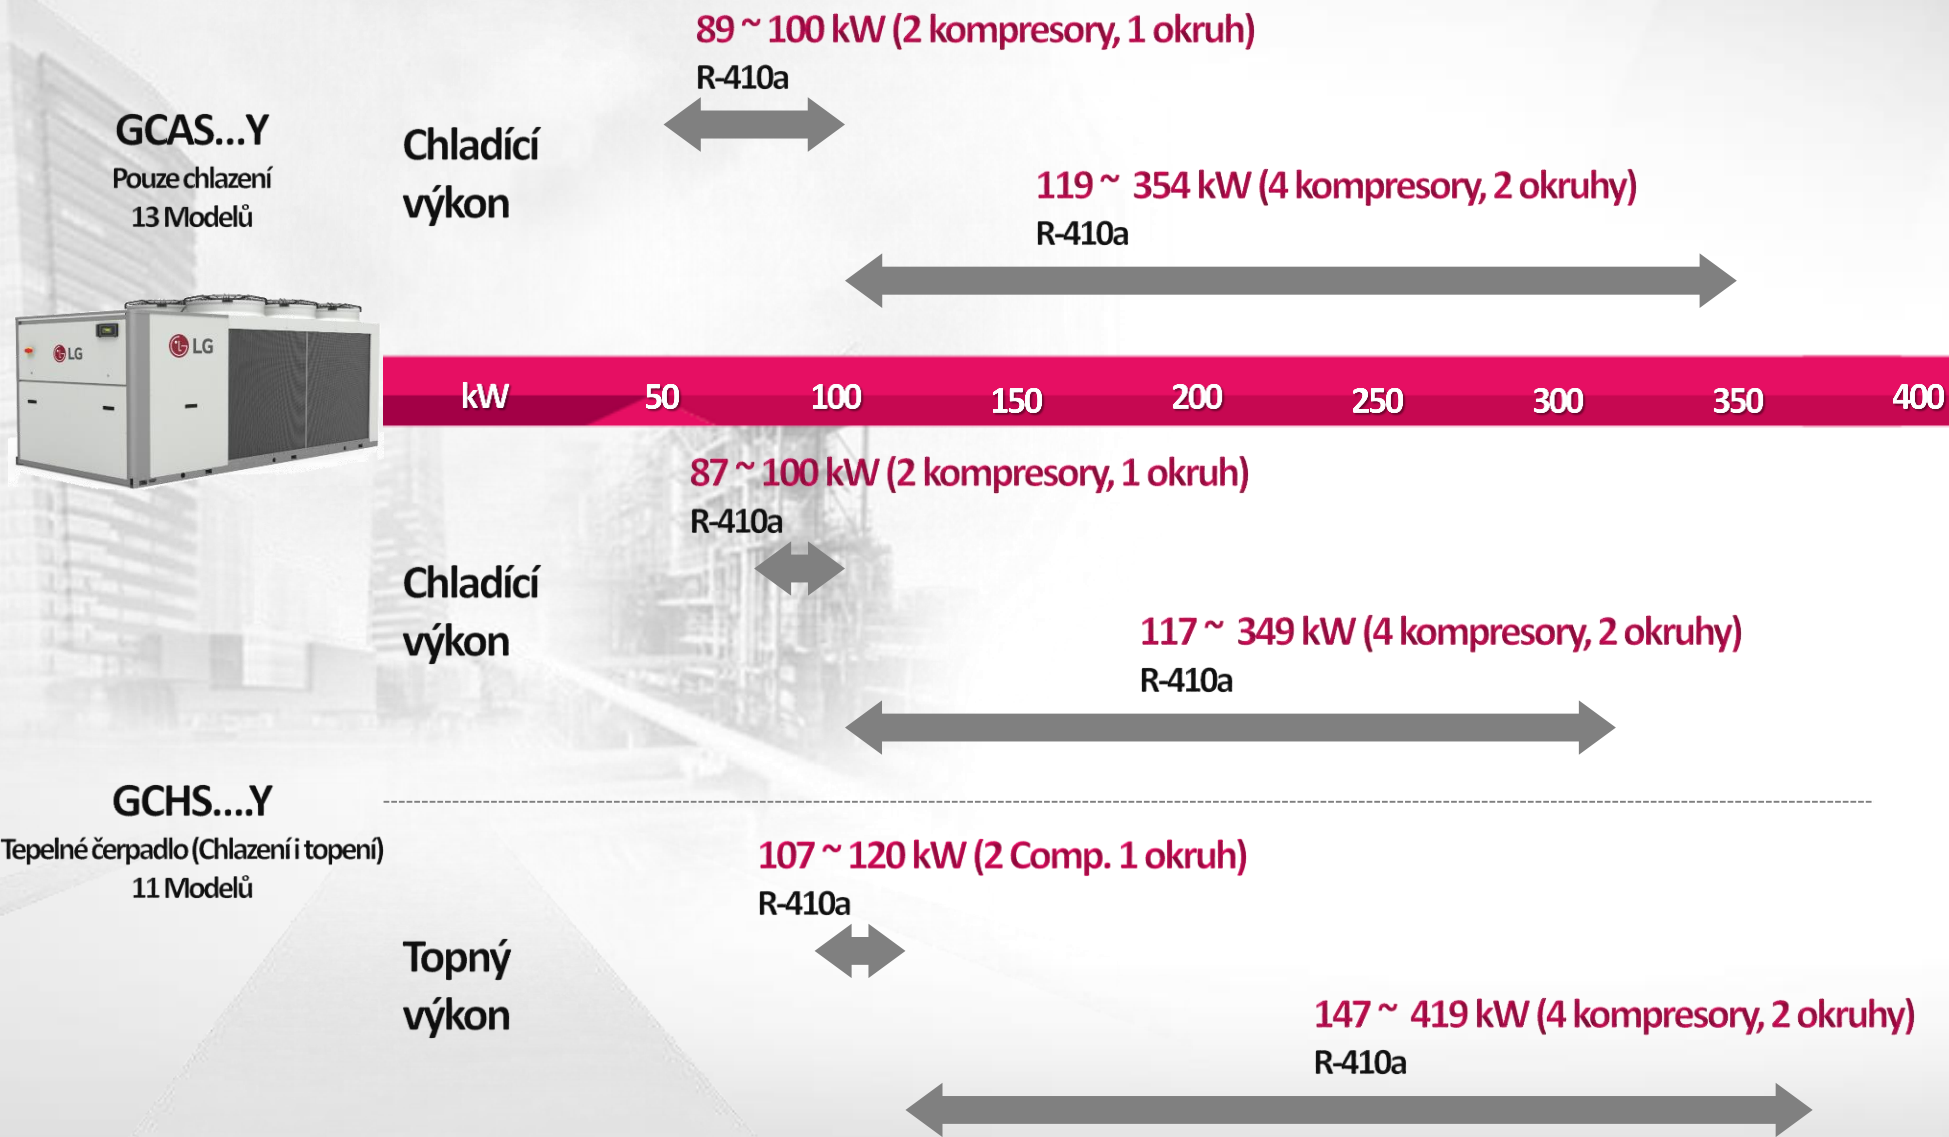 89 ~ 100 kW (2 kompresory, 1 okruh)
R-410a
GCAS...Y
Pouze chlazení
13 Modelů
Chladící
výkon
119 ~ 354 kW (4 kompresory, 2 okruhy)
R-410a
LG
LG
kW 50 100 150 200 250 300 350 400
87 ~ 100 kW (2 kompresory, 1 okruh)
R-410a
Chladící
výkon
117 ~ 349 kW (4 kompresory, 2 okruhy)
R-410a
GCHS....Y
Tepelné čerpadlo (Chlazení i topení)
11 Modelů
107 ~ 120 kW (2 Comp. 1 okruh)
R-410a
Topný
výkon
147 ~ 419 kW (4 kompresory, 2 okruhy)
R-410a